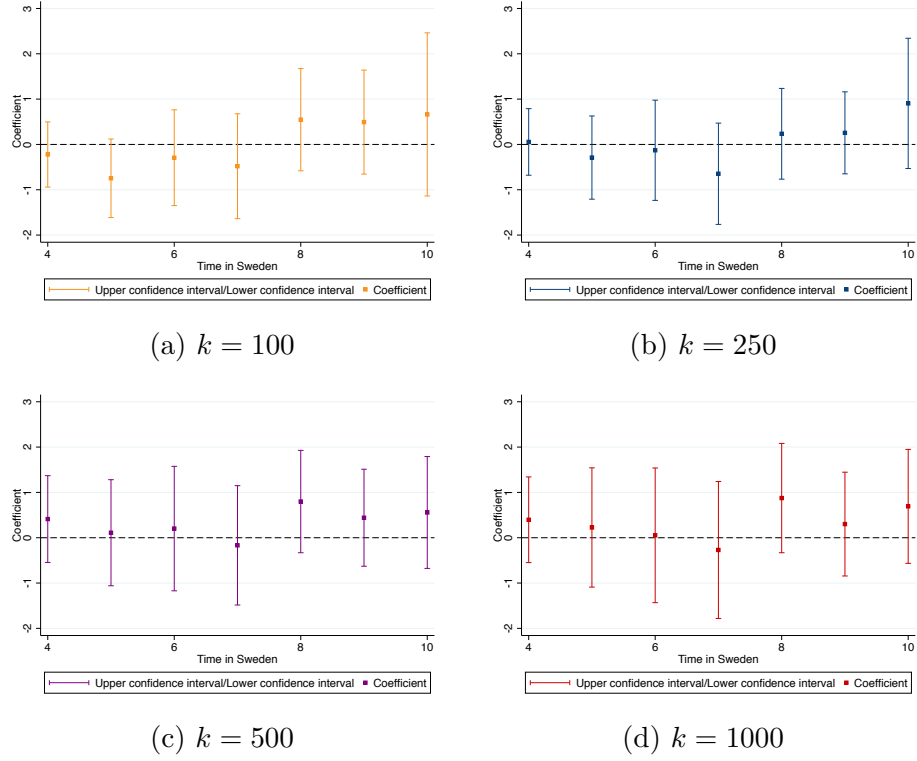 3
2
1
0
-1
-2
Coefficient
4 6 8 10
Time in Sweden
Upper confidence interval/Lower confidence interval Coefficient
(a) k = 100
3
2
1
0
-1
-2
Coefficient
4 6 8 10
Time in Sweden
Upper confidence interval/Lower confidence interval Coefficient
(b) k = 250
3
2
1
0
-1
-2
Coefficient
4 6 8 10
Time in Sweden
Upper confidence interval/Lower confidence interval Coefficient
(c) k = 500
3
2
1
0
-1
-2
Coefficient
4 6 8 10
Time in Sweden
Upper confidence interval/Lower confidence interval Coefficient
(d) k = 1000